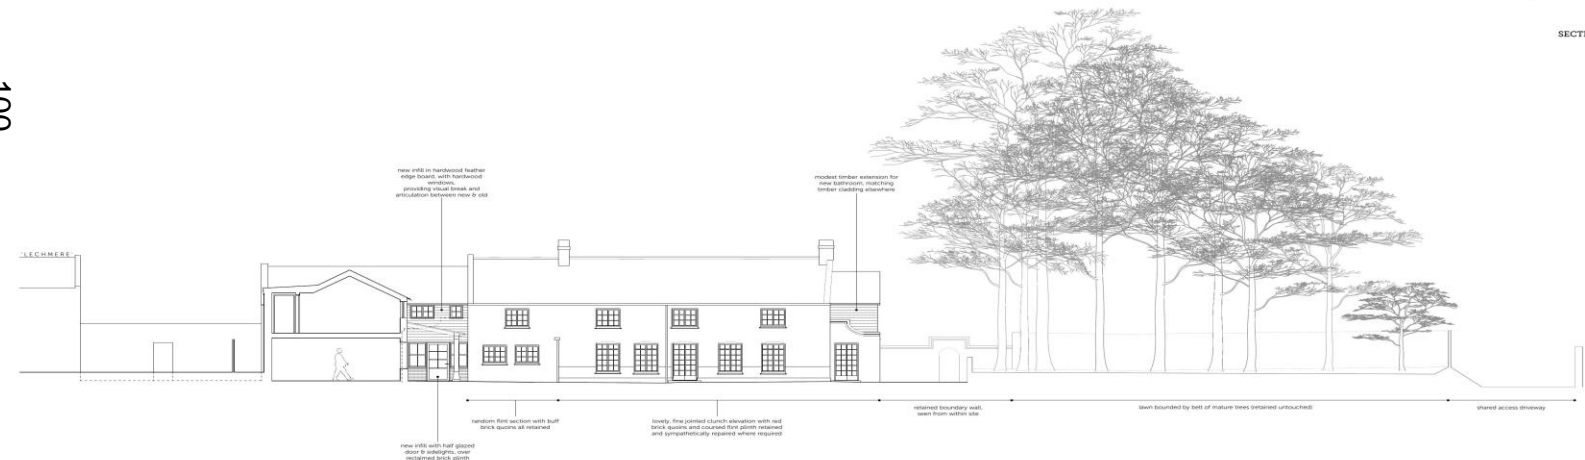 SECTI
100
new infill in hardwood feather
edge board, with hardwood
windows,
providing visual break and
articulation between new & old
modest timber extension for
new bathroom, matching
timber cladding elsewhere
'LECHMERE'
random flint section with buff
brick quoins all retained
lovely, fine jointed clunch elevation with red
brick quoins and coursed flint plinth retained
and sympathetically repaired where required
retained boundary wall,
seen from within site
lawn bounded by belt of mature trees (retained untouched)
shared access driveway
new infill with half glazed
door & sidelights, over
reclaimed brick plinth